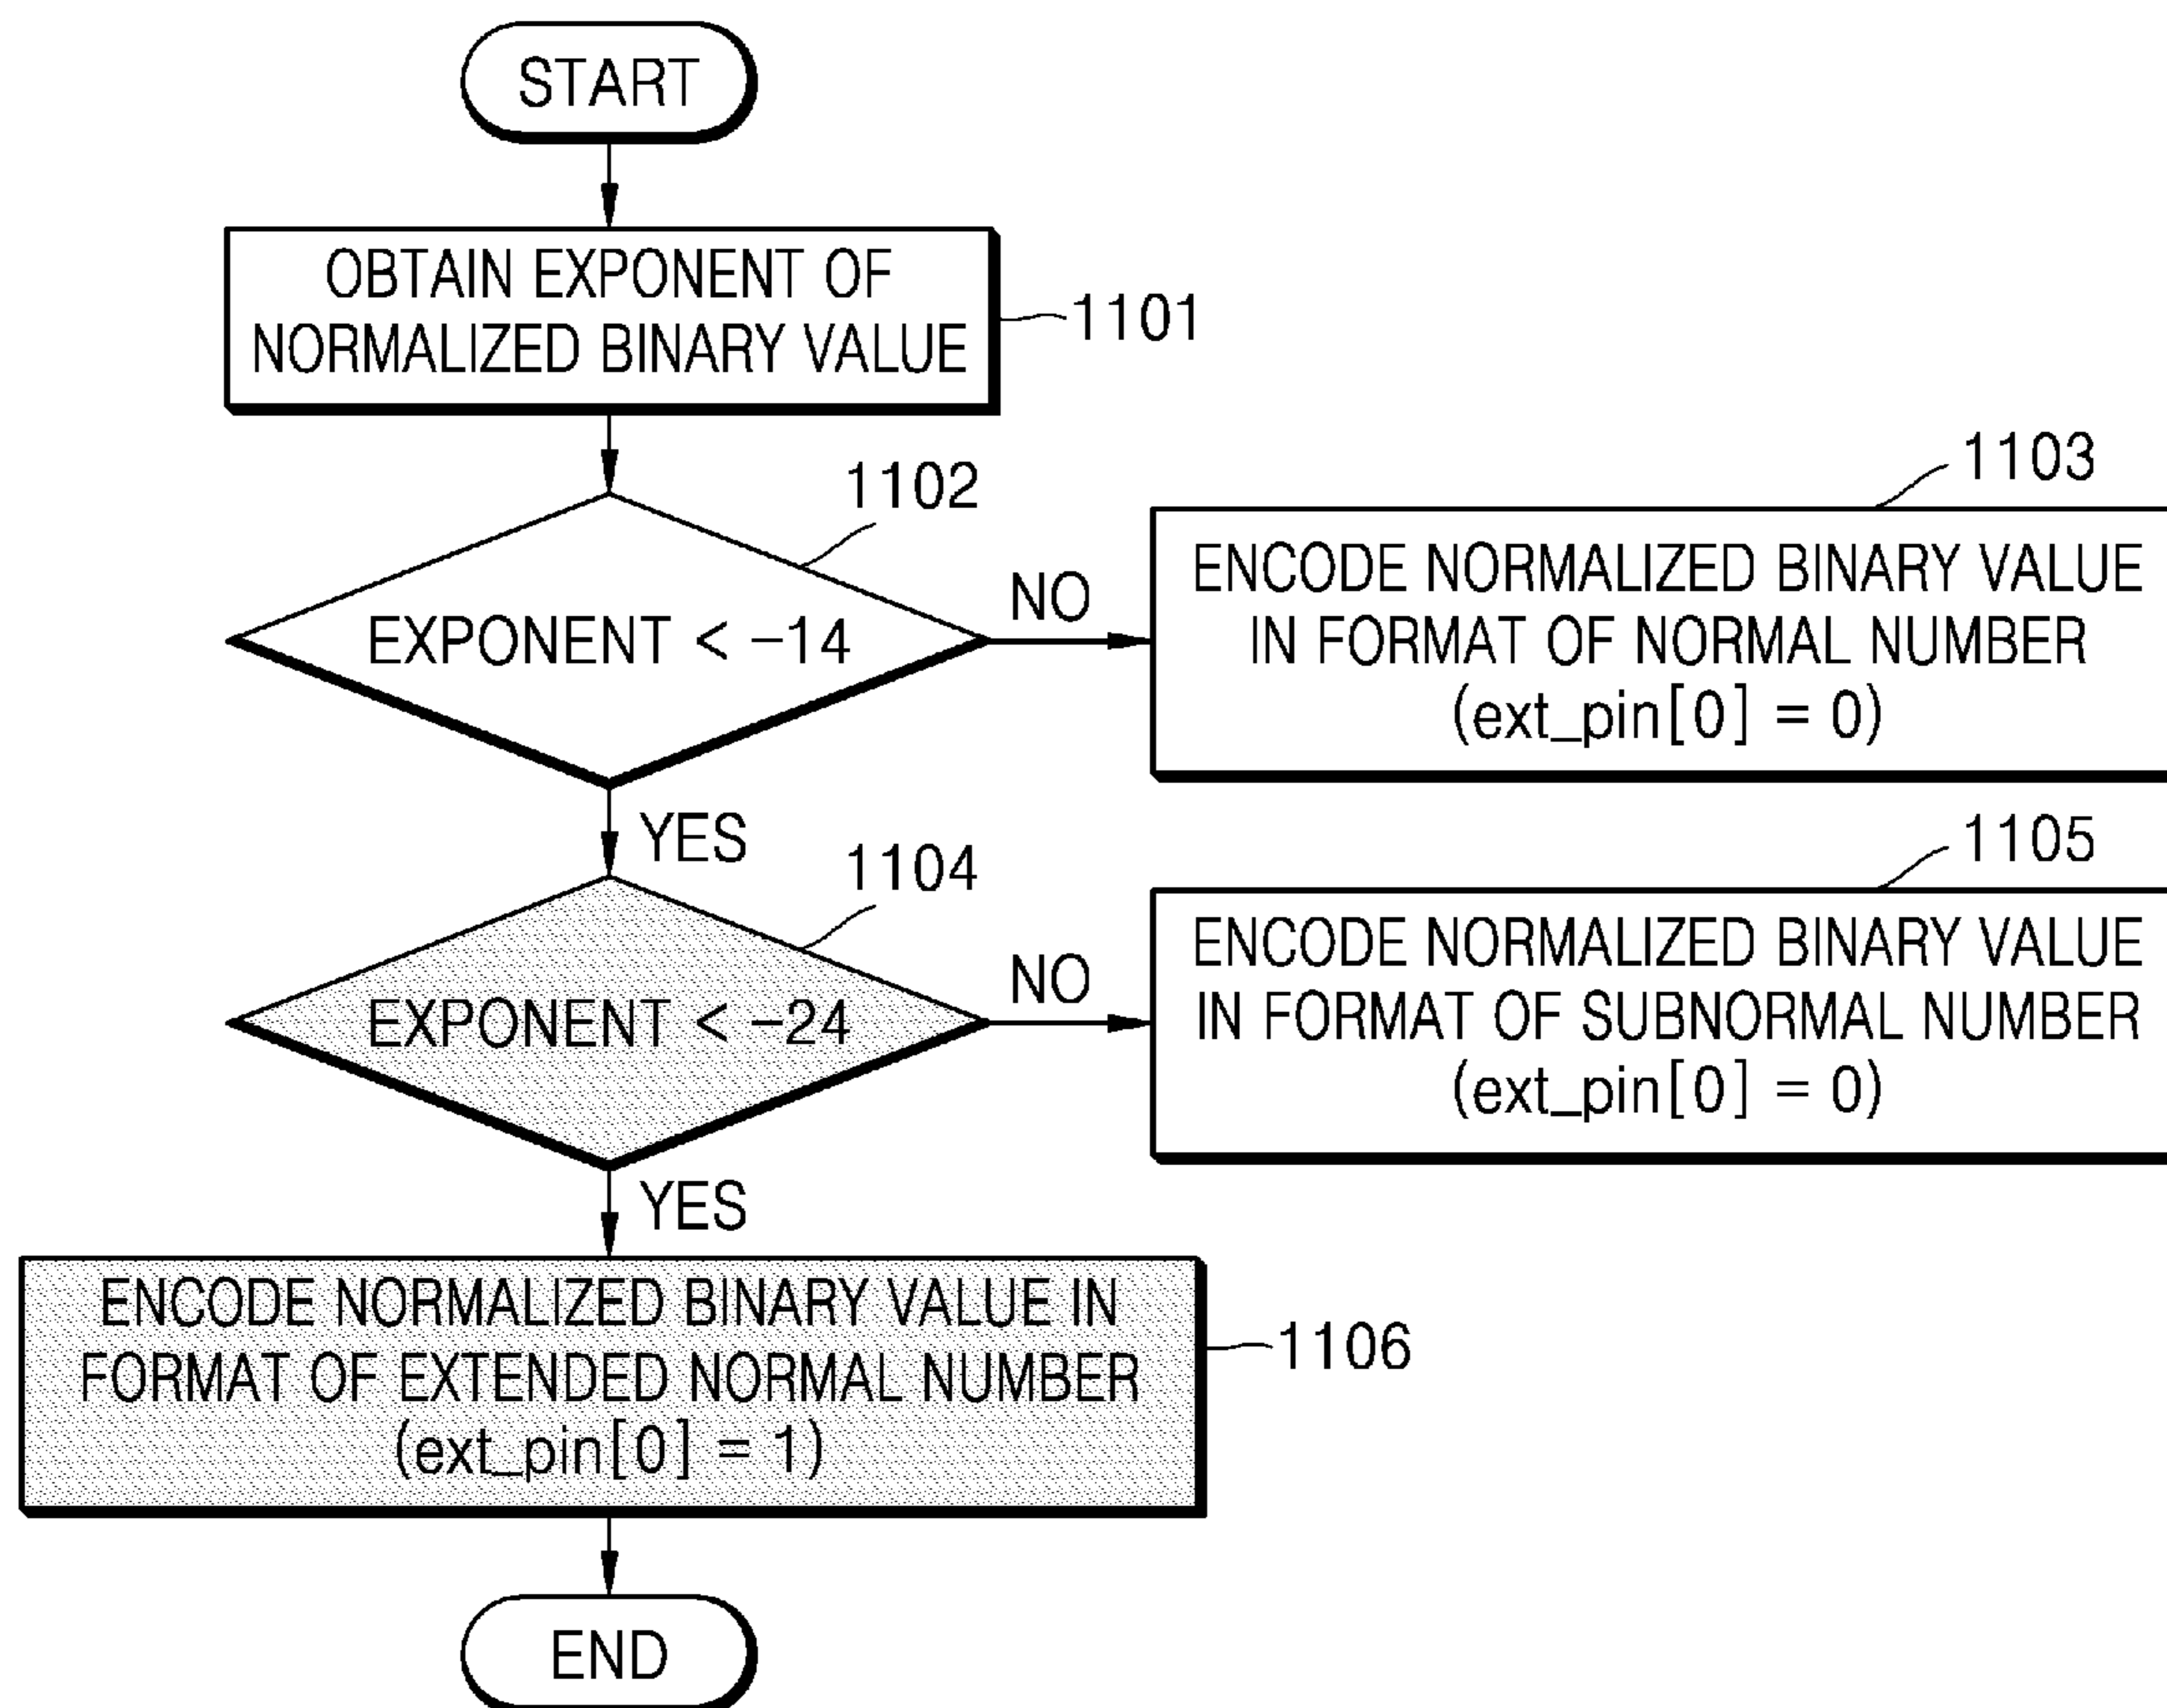 START
OBTAIN EXPONENT OF
NORMALIZED BINARY VALUE
1101
1102
EXPONENT < −14
NO
1103
ENCODE NORMALIZED BINARY VALUE
IN FORMAT OF NORMAL NUMBER
(ext_pin[0] = 0)
YES
1104
EXPONENT < −24
NO
1105
ENCODE NORMALIZED BINARY VALUE
IN FORMAT OF SUBNORMAL NUMBER
(ext_pin[0] = 0)
YES
ENCODE NORMALIZED BINARY VALUE IN
FORMAT OF EXTENDED NORMAL NUMBER
(ext_pin[0] = 1)
1106
END